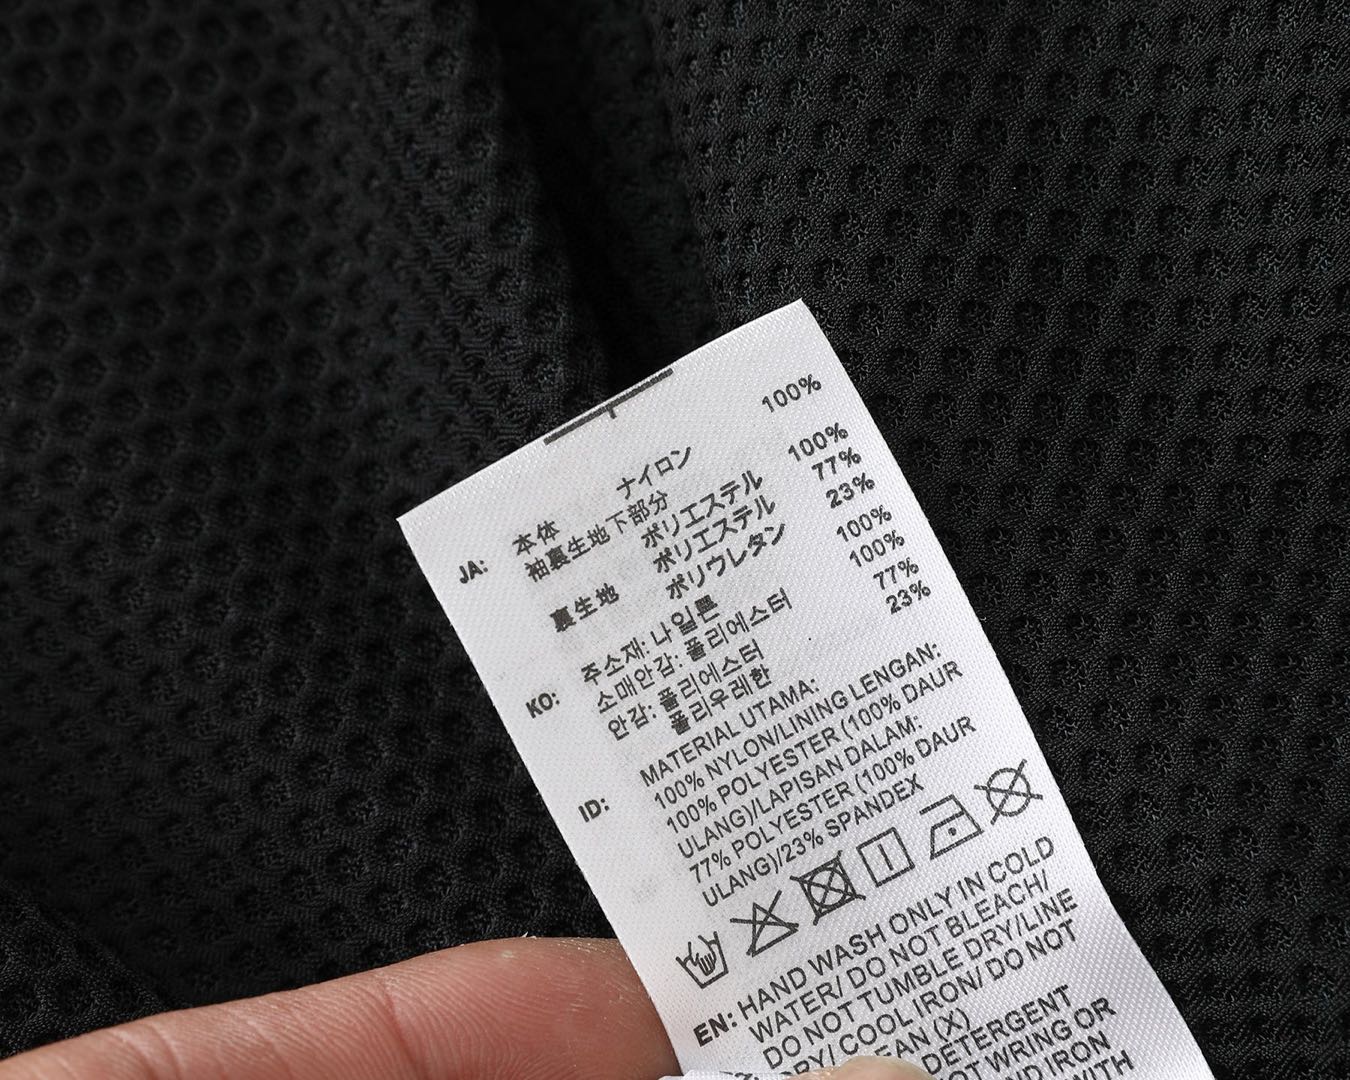 JA: 本体 ナイロン 100%
袖裏生地下部分
ポリエステル 100%
裏生地 ポリエステル 77%
ポリウレタン 23%
KO: 주소재: 나일론 100%
소매안감: 폴리에스터 100%
안감: 폴리에스터 77%
폴리우레한 23%
ID: MATERIAL UTAMA:
100% NYLON/LINING LENGAN:
100% POLYESTER (100% DAUR
ULANG)/LAPISAN DALAM:
77% POLYESTER (100% DAUR
ULANG)/23% SPANDEX
EN: HAND WASH ONLY IN COLD
WATER/ DO NOT BLEACH/
DO NOT TUMBLE DRY/LINE
DRY/ COOL IRON/ DO NOT
(X)
DETERGENT
WRING OR
IRON
WITH